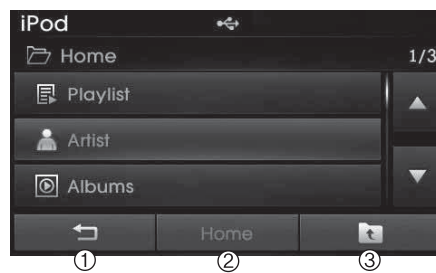 iPod
Home 1/3
Playlist
Artist
Albums
Home
① ② ③